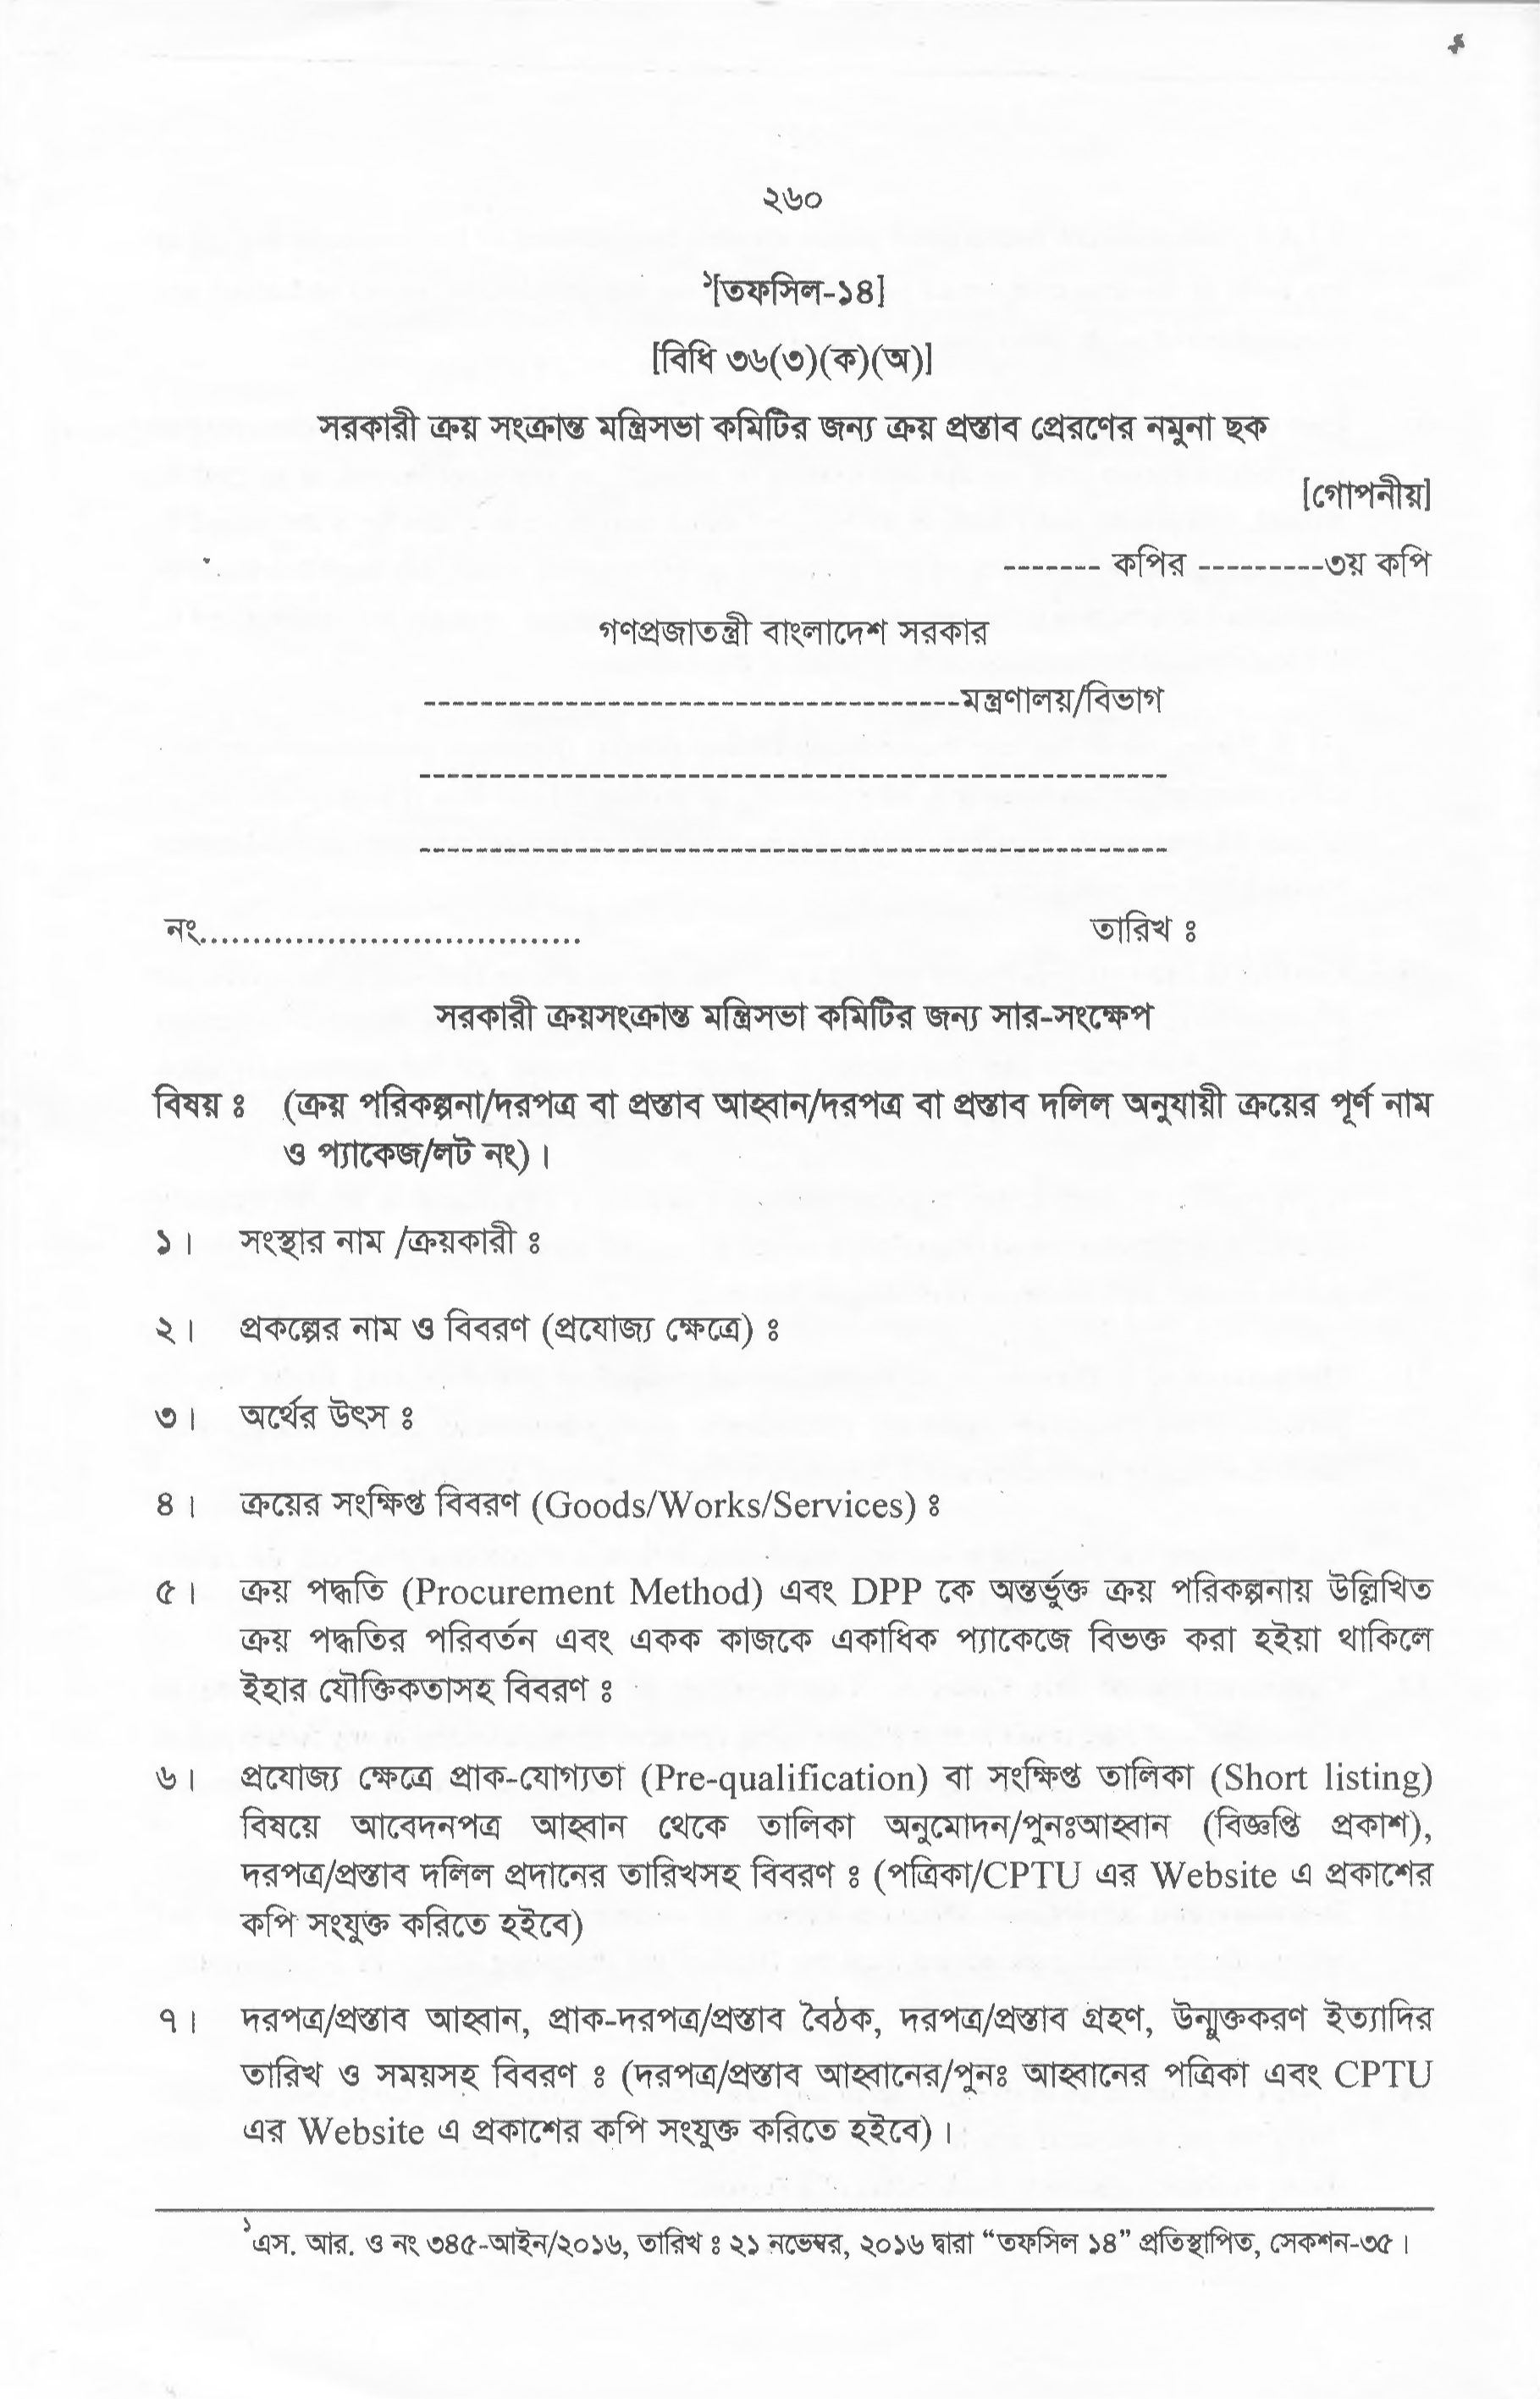 ২৬০
১[তফসিল-১৪]
[বিধি ৩৬(৩)(ক)(অ)]
সরকারী ক্রয় সংক্রান্ত মন্ত্রিসভা কমিটির জন্য ক্রয় প্রস্তাব প্রেরণের নমুনা ছক
[গোপনীয়]
------- কপির ---------৩য় কপি
গণপ্রজাতন্ত্রী বাংলাদেশ সরকার
---------------------------------------মন্ত্রণালয়/বিভাগ
------------------------------------------------------
------------------------------------------------------
নং.................................... তারিখ ঃ
সরকারী ক্রয়সংক্রান্ত মন্ত্রিসভা কমিটির জন্য সার-সংক্ষেপ
বিষয় ঃ (ক্রয় পরিকল্পনা/দরপত্র বা প্রস্তাব আহ্বান/দরপত্র বা প্রস্তাব দলিল অনুযায়ী ক্রয়ের পূর্ণ নাম
ও প্যাকেজ/লট নং)।
১। সংস্থার নাম /ক্রয়কারী ঃ
২। প্রকল্পের নাম ও বিবরণ (প্রযোজ্য ক্ষেত্রে) ঃ
৩। অর্থের উৎস ঃ
৪। ক্রয়ের সংক্ষিপ্ত বিবরণ (Goods/Works/Services) ঃ
৫। ক্রয় পদ্ধতি (Procurement Method) এবং DPP কে অন্তর্ভুক্ত ক্রয় পরিকল্পনায় উল্লিখিত
ক্রয় পদ্ধতির পরিবর্তন এবং একক কাজকে একাধিক প্যাকেজে বিভক্ত করা হইয়া থাকিলে
ইহার যৌক্তিকতাসহ বিবরণ ঃ
৬। প্রযোজ্য ক্ষেত্রে প্রাক-যোগ্যতা (Pre-qualification) বা সংক্ষিপ্ত তালিকা (Short listing)
বিষয়ে আবেদনপত্র আহ্বান থেকে তালিকা অনুমোদন/পুনঃআহ্বান (বিজ্ঞপ্তি প্রকাশ),
দরপত্র/প্রস্তাব দলিল প্রদানের তারিখসহ বিবরণ ঃ (পত্রিকা/CPTU এর Website এ প্রকাশের
কপি সংযুক্ত করিতে হইবে)
৭। দরপত্র/প্রস্তাব আহ্বান, প্রাক-দরপত্র/প্রস্তাব বৈঠক, দরপত্র/প্রস্তাব গ্রহণ, উন্মুক্তকরণ ইত্যাদির
তারিখ ও সময়সহ বিবরণ ঃ (দরপত্র/প্রস্তাব আহ্বানের/পুনঃ আহ্বানের পত্রিকা এবং CPTU
এর Website এ প্রকাশের কপি সংযুক্ত করিতে হইবে)।
১এস. আর. ও নং ৩৪৫-আইন/২০১৬, তারিখ ঃ ২১ নভেম্বর, ২০১৬ দ্বারা “তফসিল ১৪” প্রতিস্থাপিত, সেকশন-৩৫।